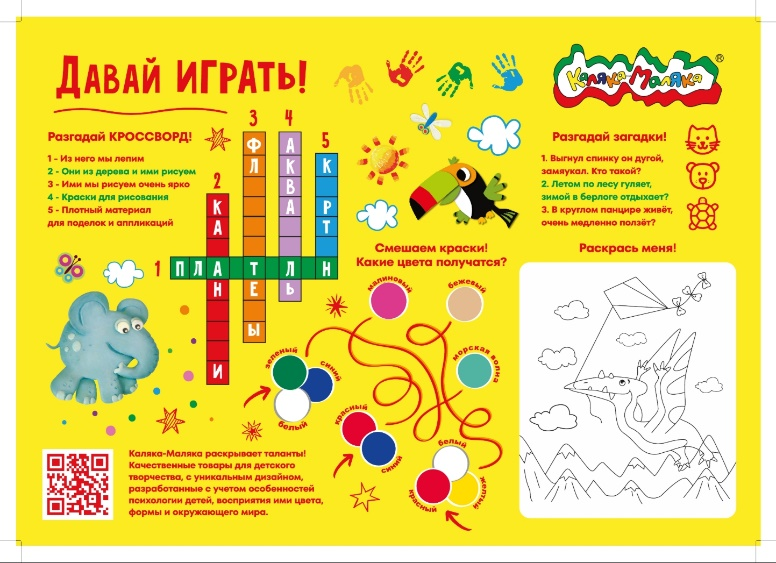 ДАВАЙ ИГРАТЬ!
Каляка-Маляка®
Разгадай КРОССВОРД!
1 - Из него мы лепим
2 - Они из дерева и ими рисуем
3 - Ими мы рисуем очень ярко
4 - Краски для рисования
5 - Плотный материал
для поделок и аппликаций
3
4
5
2
1
Ф
Л
Е
Ы
А
К
В
А
Ь
К
Р
Т
К
А
Н
И
ПЛА Т Л Н
Разгадай загадки!
1. Выгнул спинку он дугой,
замяукал. Кто такой?
2. Летом по лесу гуляет,
зимой в берлоге отдыхает?
3. В круглом панцире живёт,
очень медленно ползёт?
Раскрась меня!
Смешаем краски!
Какие цвета получатся?
малиновый
бежевый
морская волна
зеленый
синий
белый
красный
синий
белый
красный
желтый
Каляка-Маляка раскрывает таланты!
Качественные товары для детского
творчества, с уникальным дизайном,
разработанные с учетом особенностей
психологии детей, восприятия ими цвета,
формы и окружающего мира.